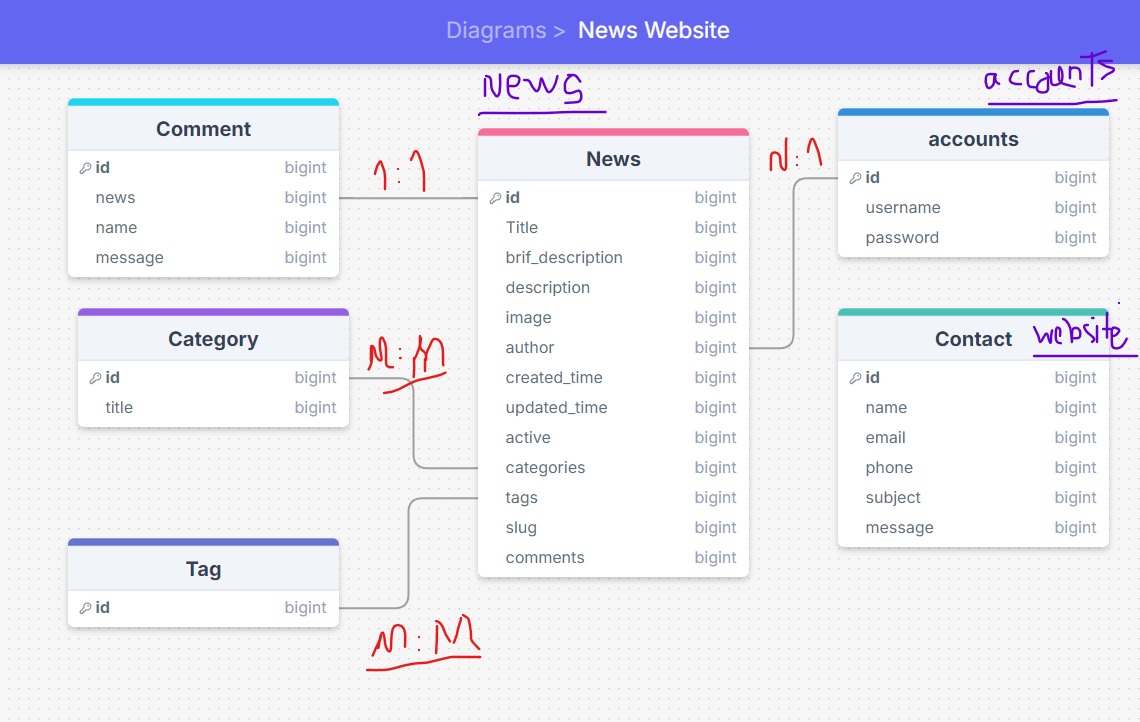 Diagrams > News Website
News
accounts
Comment
id bigint
news bigint
name bigint
message bigint
1:1
News
id bigint
Title bigint
brif_description bigint
description bigint
image bigint
author bigint
created_time bigint
updated_time bigint
active bigint
categories bigint
tags bigint
slug bigint
comments bigint
N:1
accounts
id bigint
username bigint
password bigint
Category
id bigint
title bigint
M:M
Contact
website
id bigint
name bigint
email bigint
phone bigint
subject bigint
message bigint
Tag
id bigint
M:M